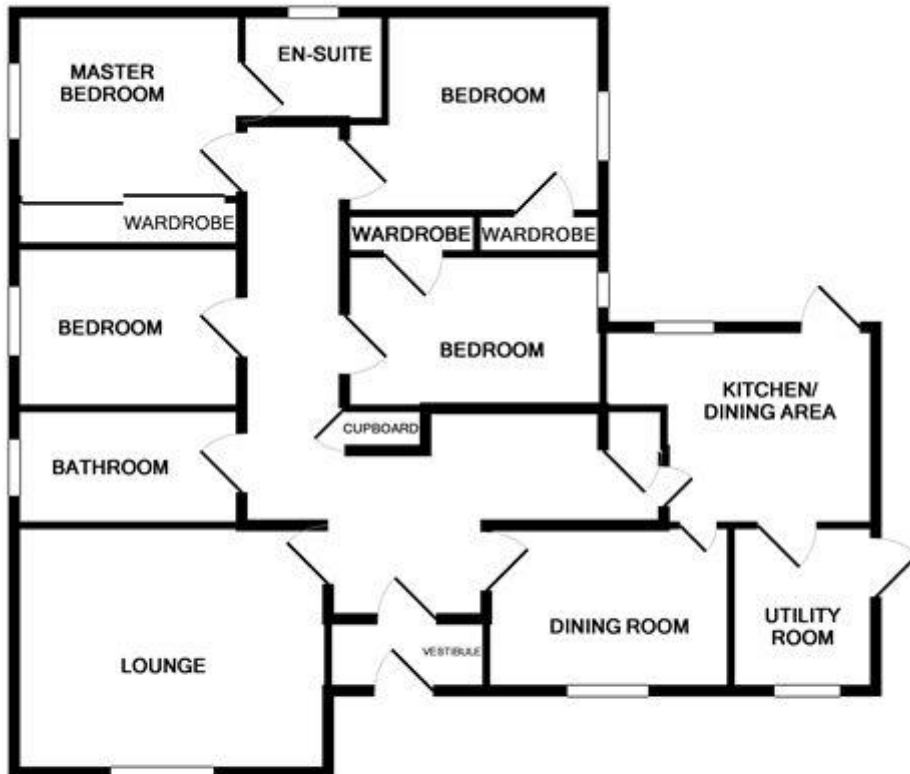 EN-SUITE
MASTER
BEDROOM
BEDROOM
WARDROBE
WARDROBE
WARDROBE
BEDROOM
BEDROOM
KITCHEN/
DINING AREA
CUPBOARD
BATHROOM
DINING ROOM
UTILITY
ROOM
VESTIBULE
LOUNGE